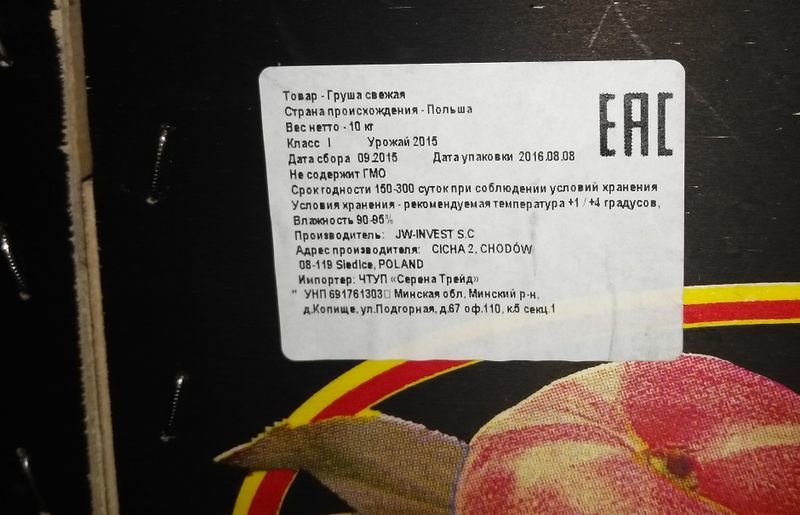 Товар - Груша свежая
Страна происхождения - Польша
Вес нетто - 10 кг
Класс I Урожай 2015
Дата сбора 09.2015 Дата упаковки 2016.08.08
Не содержит ГМО
Срок годности 150-300 суток при соблюдении условий хранения
Условия хранения - рекомендуемая температура +1 / +4 градусов,
Влажность 90-95%
Производитель: JW-INVEST S.C
Адрес производителя: CICHA 2, CHODÓW
08-119 Siedlce, POLAND
Импортер: ЧТУП «Серена Трейд»
" УНП 691761303□ Минская обл, Минский р-н,
д.Копище, ул.Подгорная, д.67 оф.110, к.5 секц.1
EAC